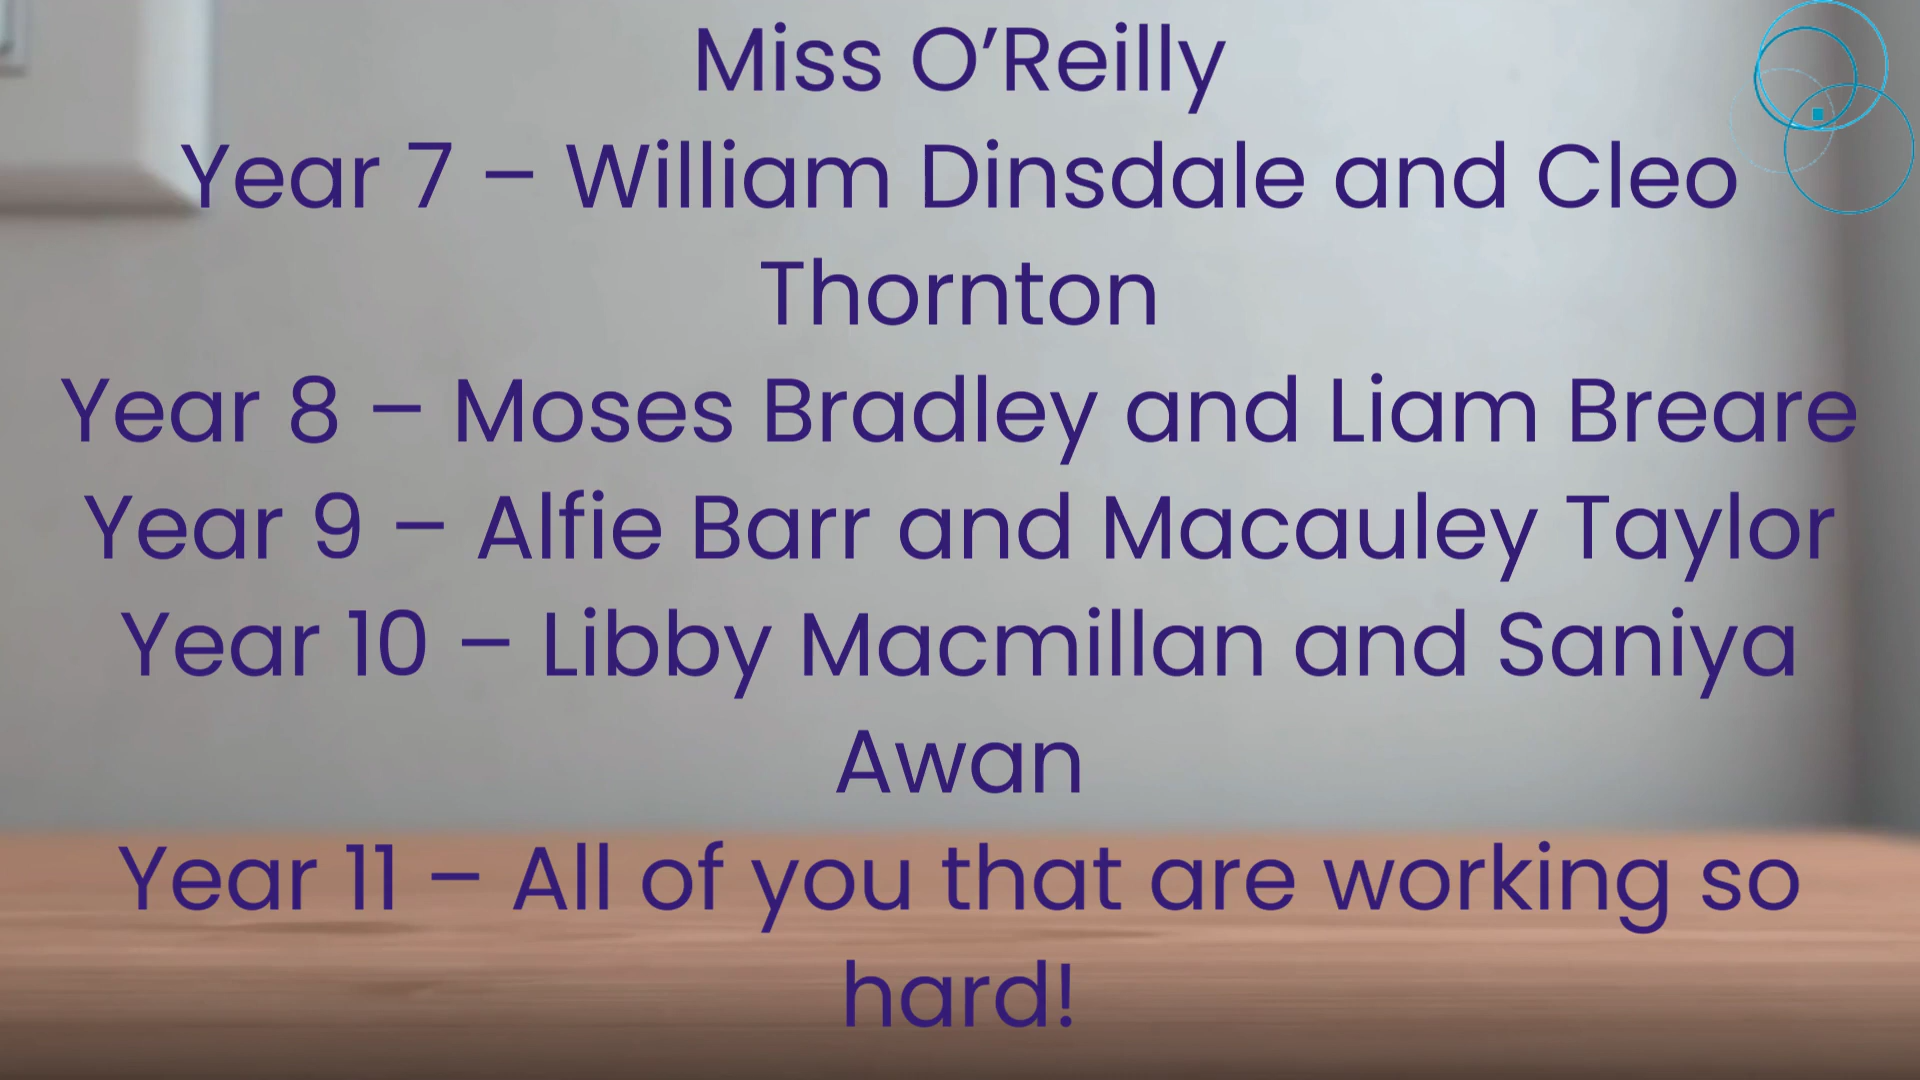 Miss O’Reilly
Year 7 – William Dinsdale and Cleo
Thornton
Year 8 – Moses Bradley and Liam Breare
Year 9 – Alfie Barr and Macauley Taylor
Year 10 – Libby Macmillan and Saniya
Awan
Year 11 – All of you that are working so
hard!